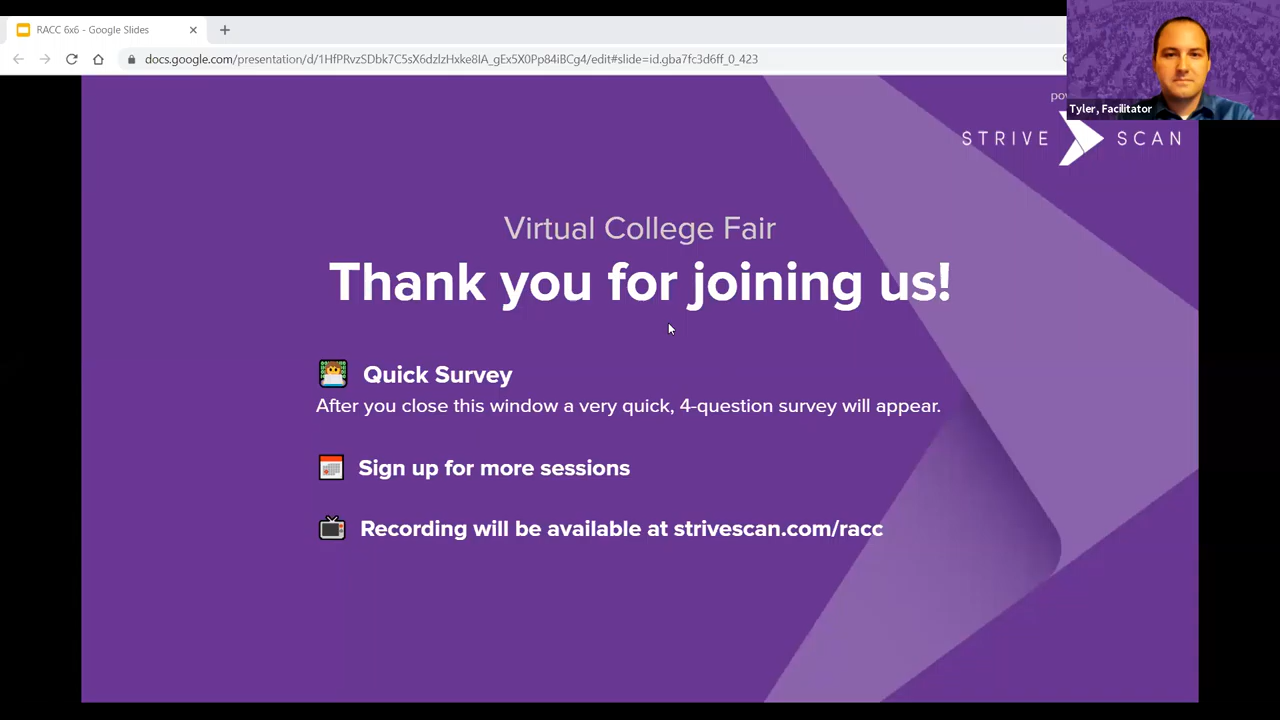 RACC 6x6 - Google Slides
docs.google.com/presentation/d/1HfPRvzSDbk7C5sX6dzIzHxke8IA_gEx5X0Pp84iBCg4/edit#slide=id.gba7fc3d6ff_0_423
Tyler, Facilitator
STRIVE SCAN
Virtual College Fair
Thank you for joining us!
Quick Survey
After you close this window a very quick, 4-question survey will appear.
Sign up for more sessions
Recording will be available at strivescan.com/racc